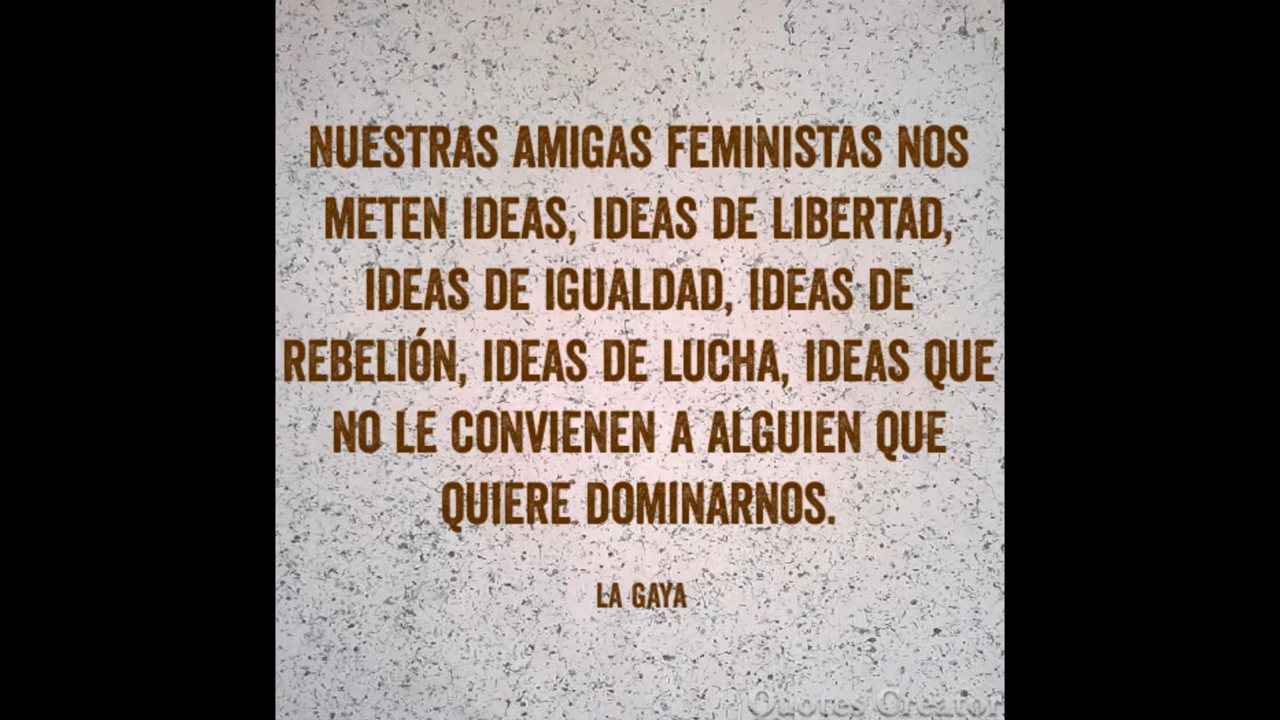 NUESTRAS AMIGAS FEMINISTAS NOS
METEN IDEAS, IDEAS DE LIBERTAD,
IDEAS DE IGUALDAD, IDEAS DE
REBELIÓN, IDEAS DE LUCHA, IDEAS QUE
NO LE CONVIENEN A ALGUIEN QUE
QUIERE DOMINARNOS.
LA GAYA
Quotes Creator